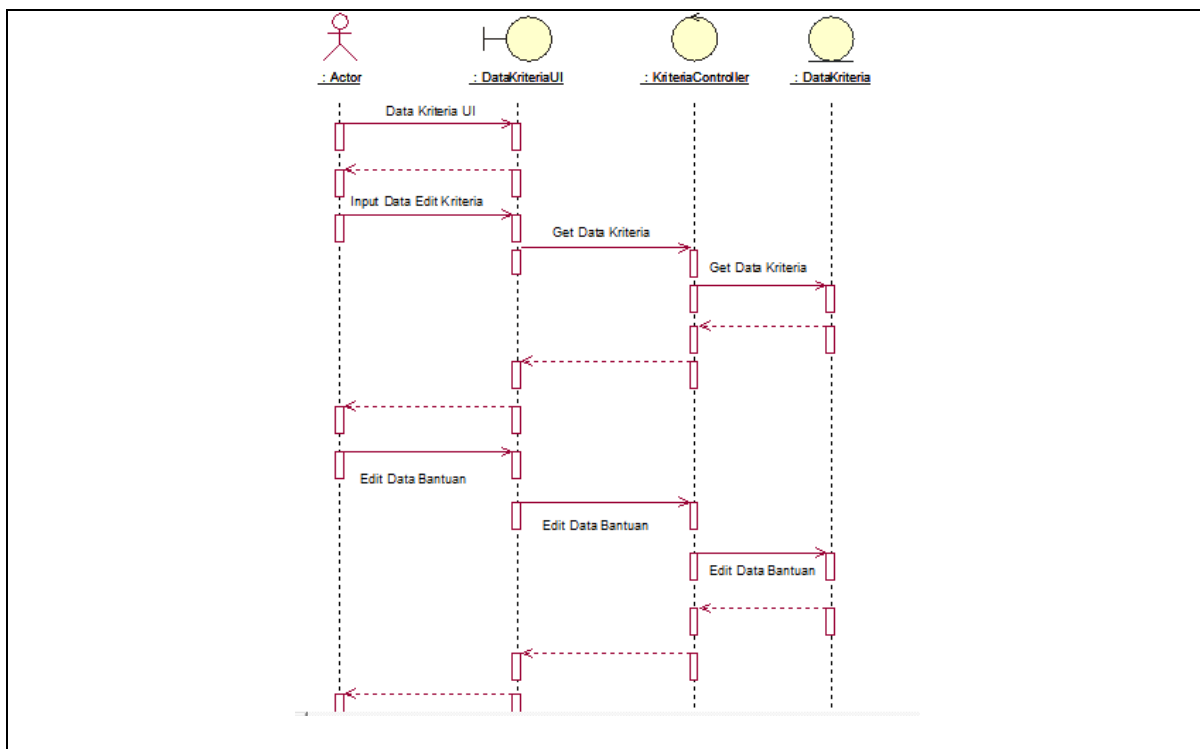 : Actor
: DataKriteriaUI
: KriteriaController
: DataKriteria
Data Kriteria UI
Input Data Edit Kriteria
Get Data Kriteria
Get Data Kriteria
Edit Data Bantuan
Edit Data Bantuan
Edit Data Bantuan